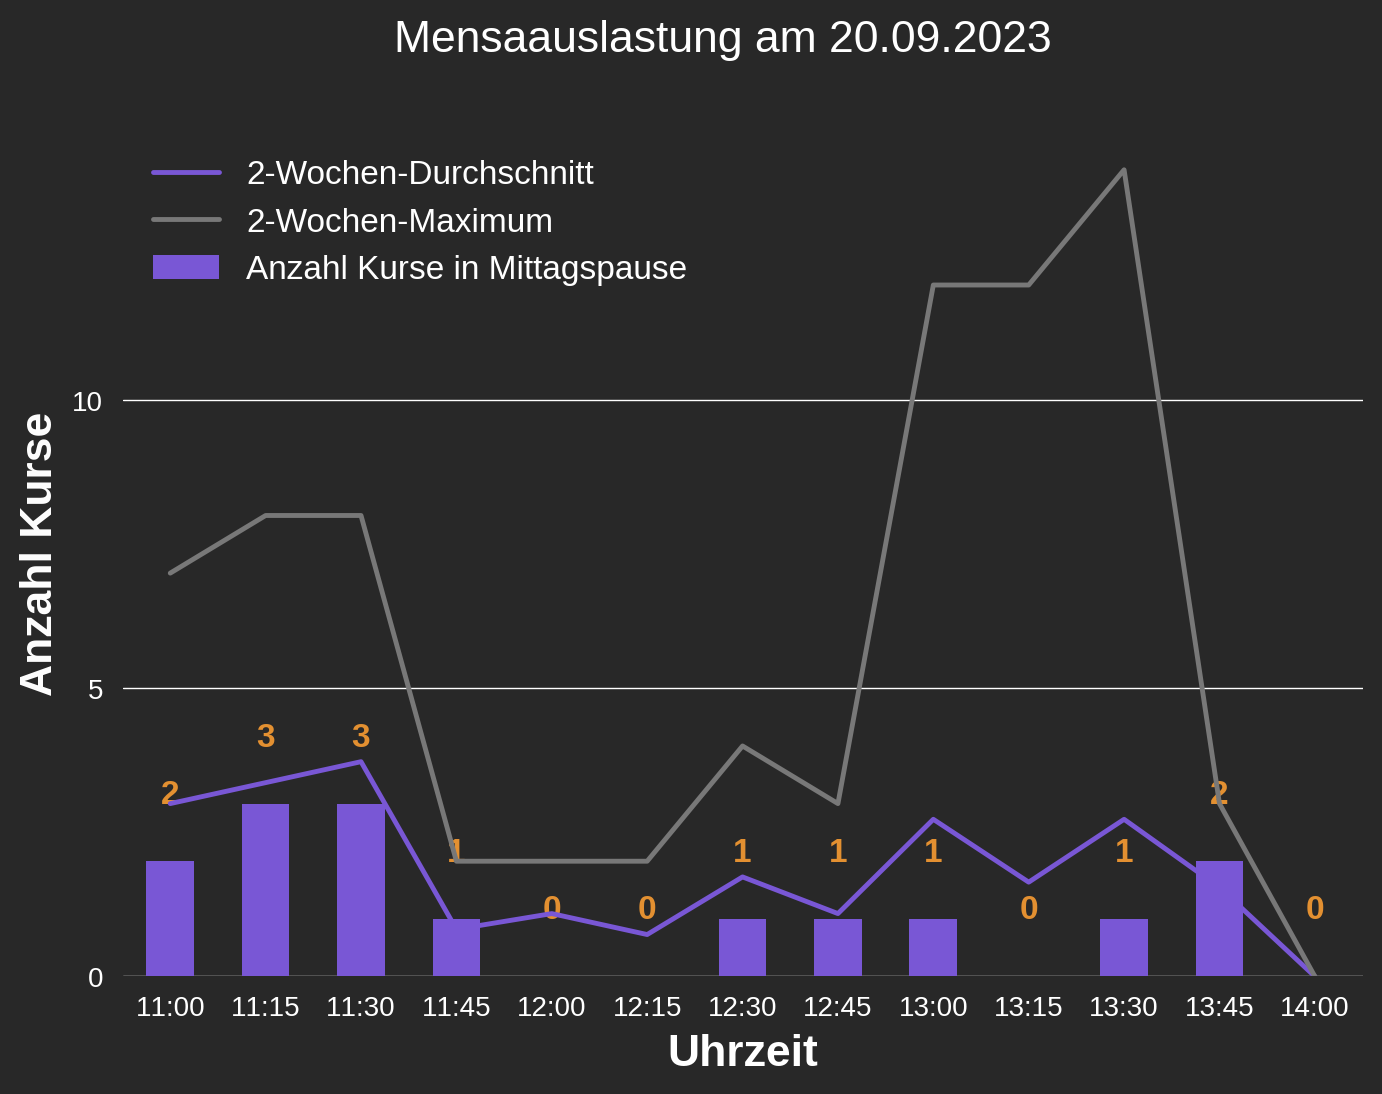 Mensaauslastung am 20.09.2023
2-Wochen-Durchschnitt
2-Wochen-Maximum
Anzahl Kurse in Mittagspause
Anzahl Kurse
10
5
0
2 3 3 1 0 0 1 1 1 0 1 2 0
11:00 11:15 11:30 11:45 12:00 12:15 12:30 12:45 13:00 13:15 13:30 13:45 14:00
Uhrzeit